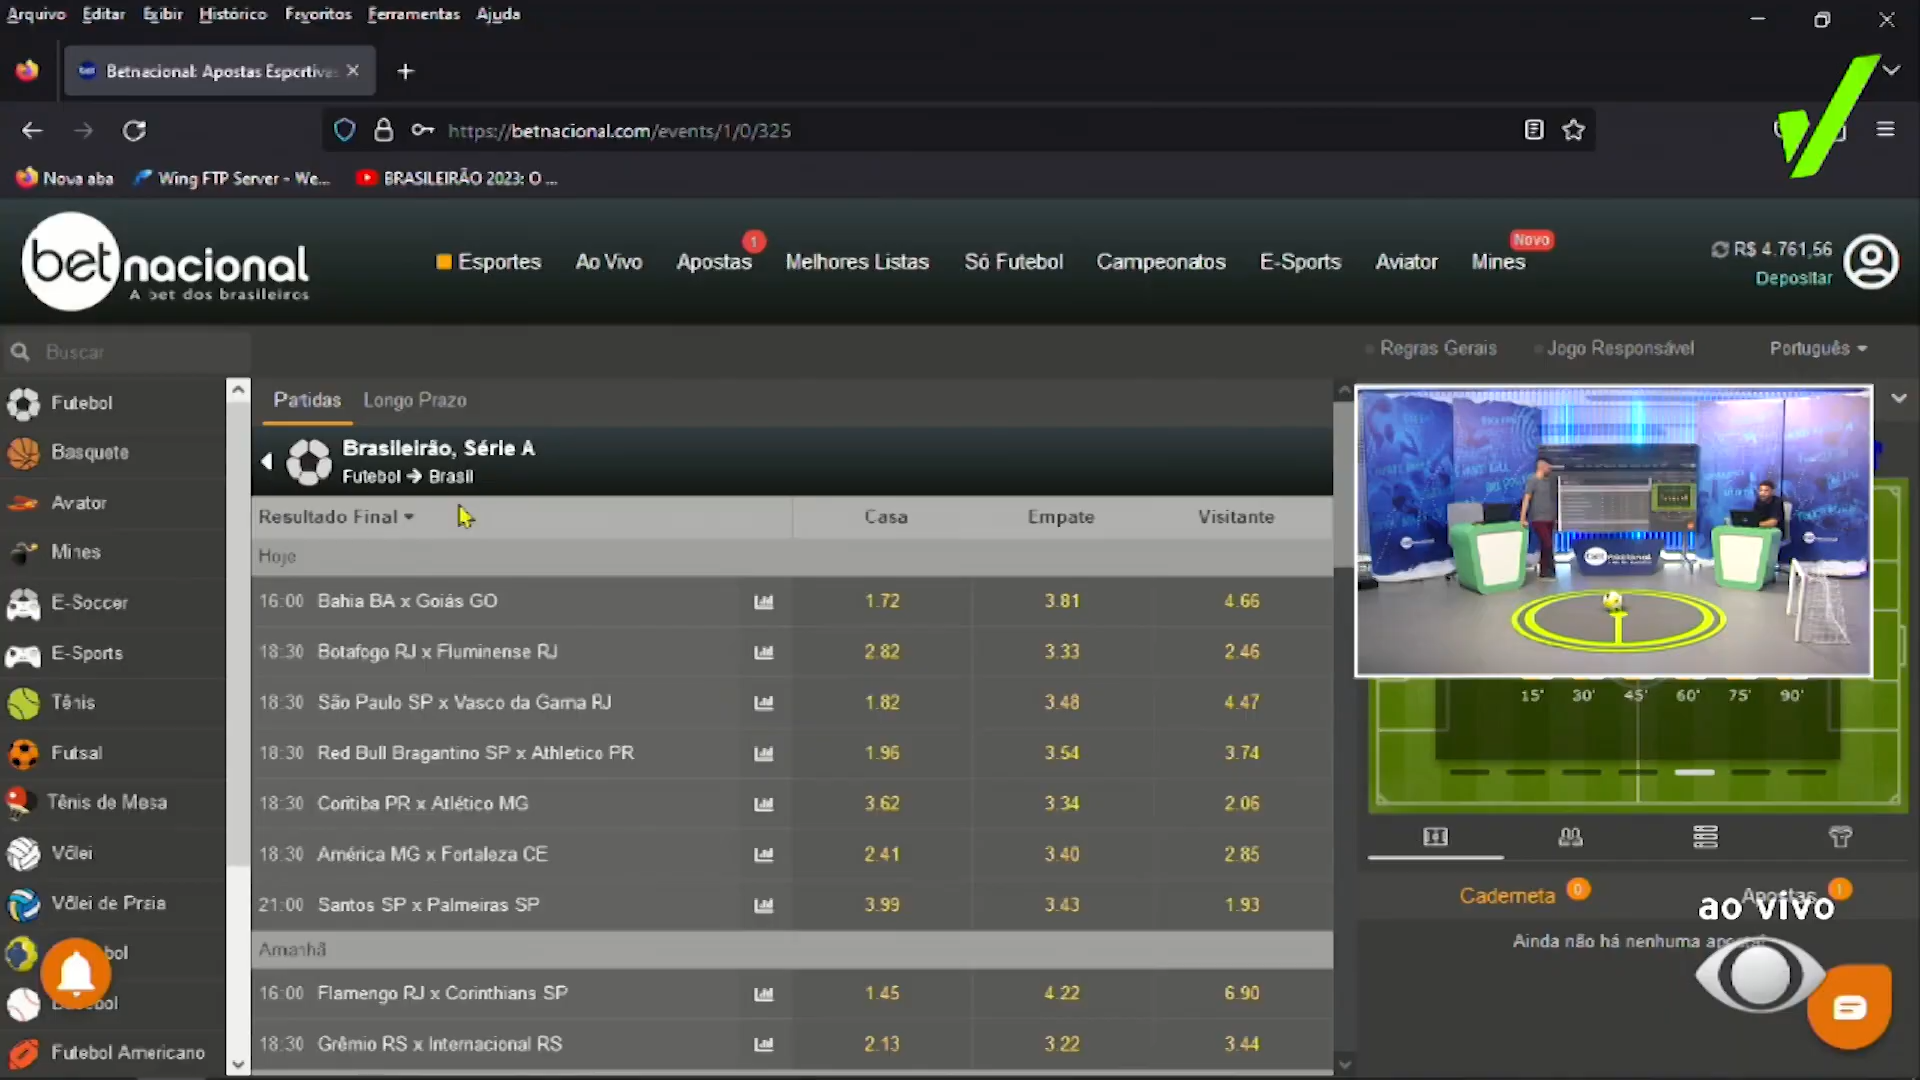 Arquivo Editar Exibir Histórico Favoritos Ferramentas Ajuda
Betnacional: Apostas Esportivas
https://betnacional.com/events/1/0/325
Nova aba Wing FTP Server - We... BRASILEIRÃO 2023: O ...
betnacional
A bet dos brasileiros
Esportes Ao Vivo Apostas 1 Melhores Listas Só Futebol Campeonatos E-Sports Aviator Mines Novo
R$ 4.761,56
Depositar
Buscar
Regras Gerais Jogo Responsável Português
Futebol
Basquete
Aviator
Mines
E-Soccer
E-Sports
Tênis
Futsal
Tênis de Mesa
Vôlei
Vôlei de Praia
bol
bol
Futebol Americano
Partidas Longo Prazo
Brasileirão, Série A
Futebol → Brasil
Resultado Final Casa Empate Visitante
Hoje
16:00 Bahia BA x Goiás GO 1.72 3.81 4.66
18:30 Botafogo RJ x Fluminense RJ 2.82 3.33 2.46
18:30 São Paulo SP x Vasco da Gama RJ 1.82 3.48 4.47
18:30 Red Bull Bragantino SP x Athletico PR 1.96 3.54 3.74
18:30 Coritiba PR x Atlético MG 3.62 3.34 2.06
18:30 América MG x Fortaleza CE 2.41 3.40 2.85
21:00 Santos SP x Palmeiras SP 3.99 3.43 1.93
Amanhã
16:00 Flamengo RJ x Corinthians SP 1.45 4.22 6.90
18:30 Grêmio RS x Internacional RS 2.13 3.22 3.44
betnacional
15' 30' 45' 60' 75' 90'
Caderneta 0 Apostas 1
ao vivo
Ainda não há nenhuma aposta!